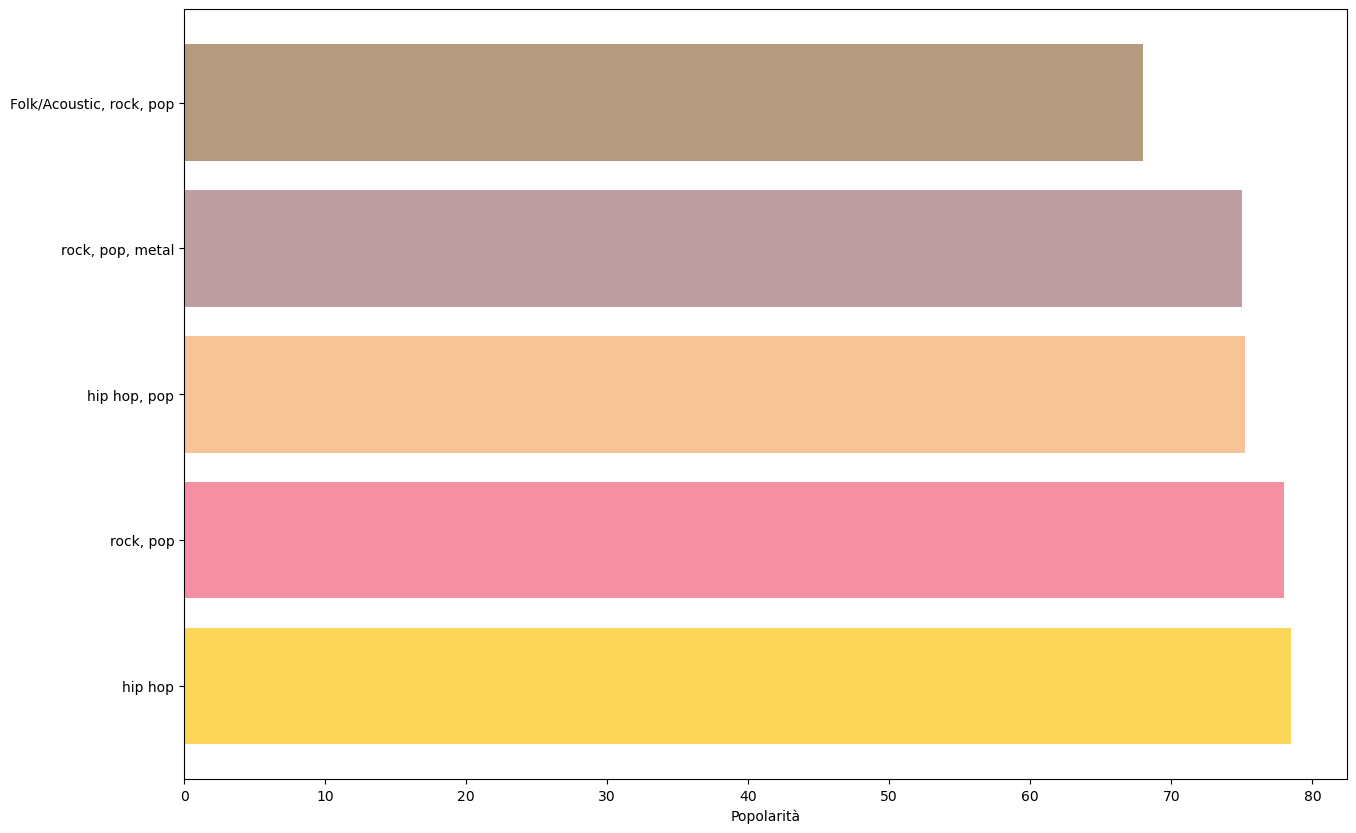 Folk/Acoustic, rock, pop
rock, pop, metal
hip hop, pop
rock, pop
hip hop
0 10 20 30 40 50 60 70 80
Popolarità